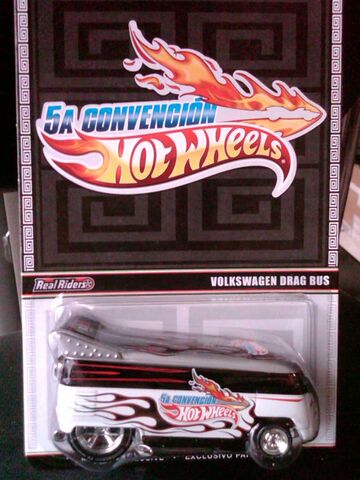 5A CONVENCIÓN
HOT WHEELS
Real Riders
VOLKSWAGEN DRAG BUS
5A CONVENCIÓN
HOT WHEELS
EXCLUSIVO